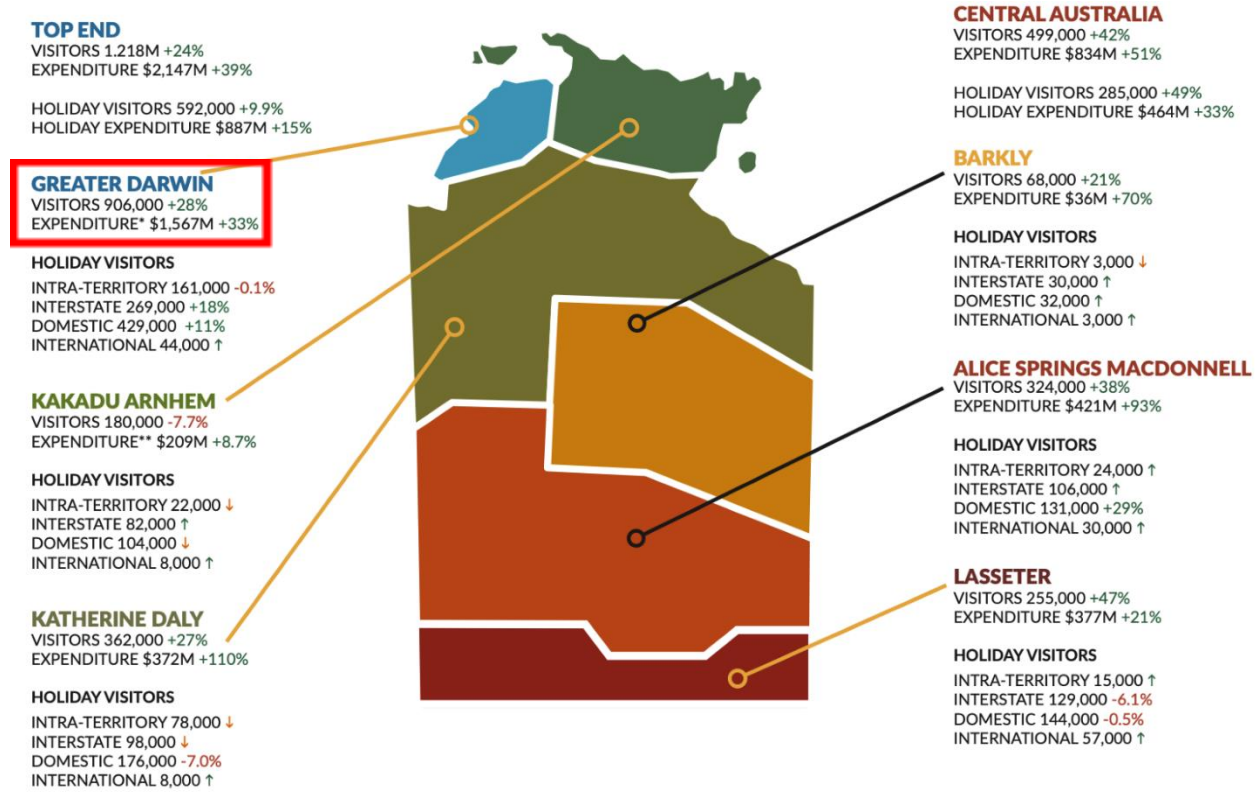 TOP END
VISITORS 1.218M +24%
EXPENDITURE $2,147M +39%
HOLIDAY VISITORS 592,000 +9.9%
HOLIDAY EXPENDITURE $887M +15%
GREATER DARWIN
VISITORS 906,000 +28%
EXPENDITURE* $1,567M +33%
HOLIDAY VISITORS
INTRA-TERRITORY 161,000 -0.1%
INTERSTATE 269,000 +18%
DOMESTIC 429,000 +11%
INTERNATIONAL 44,000 ↑
KAKADU ARNHEM
VISITORS 180,000 -7.7%
EXPENDITURE** $209M +8.7%
HOLIDAY VISITORS
INTRA-TERRITORY 22,000 ↓
INTERSTATE 82,000 ↑
DOMESTIC 104,000 ↓
INTERNATIONAL 8,000 ↑
KATHERINE DALY
VISITORS 362,000 +27%
EXPENDITURE $372M +110%
HOLIDAY VISITORS
INTRA-TERRITORY 78,000 ↓
INTERSTATE 98,000 ↓
DOMESTIC 176,000 -7.0%
INTERNATIONAL 8,000 ↑
CENTRAL AUSTRALIA
VISITORS 499,000 +42%
EXPENDITURE $834M +51%
HOLIDAY VISITORS 285,000 +49%
HOLIDAY EXPENDITURE $464M +33%
BARKLY
VISITORS 68,000 +21%
EXPENDITURE $36M +70%
HOLIDAY VISITORS
INTRA-TERRITORY 3,000 ↓
INTERSTATE 30,000 ↑
DOMESTIC 32,000 ↑
INTERNATIONAL 3,000 ↑
ALICE SPRINGS MACDONNELL
VISITORS 324,000 +38%
EXPENDITURE $421M +93%
HOLIDAY VISITORS
INTRA-TERRITORY 24,000 ↑
INTERSTATE 106,000 ↑
DOMESTIC 131,000 +29%
INTERNATIONAL 30,000 ↑
LASSETER
VISITORS 255,000 +47%
EXPENDITURE $377M +21%
HOLIDAY VISITORS
INTRA-TERRITORY 15,000 ↑
INTERSTATE 129,000 -6.1%
DOMESTIC 144,000 -0.5%
INTERNATIONAL 57,000 ↑